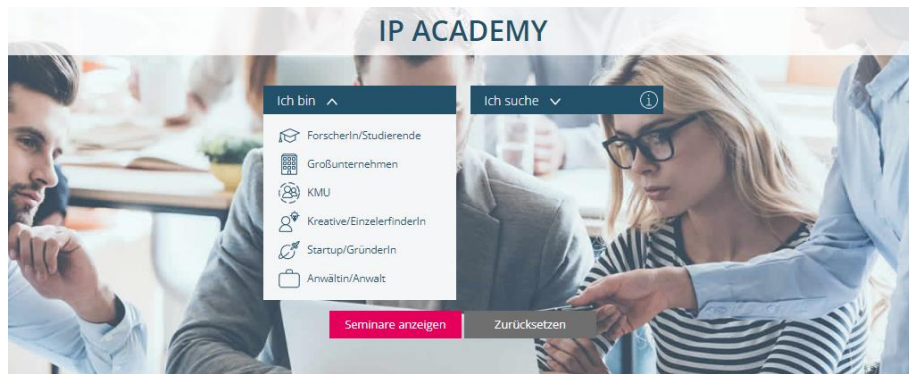 IP ACADEMY
Ich bin
Ich suche
ForscherIn/Studierende
Großunternehmen
KMU
Kreative/EinzelerfinderIn
Startup/GründerIn
Anwältin/Anwalt
Seminare anzeigen
Zurücksetzen